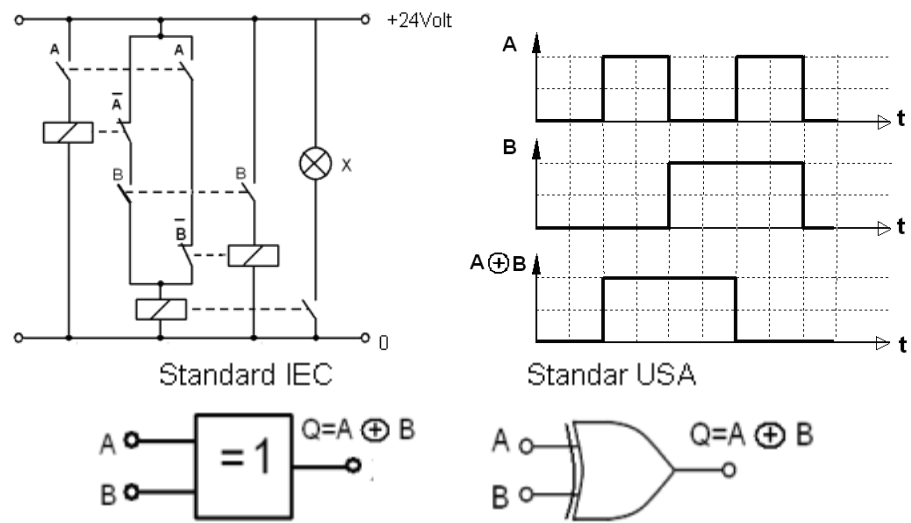 +24Volt
A
A
Ā
B
B
B̄
X
0
A
t
B
t
A⊕B
t
Standard IEC
Standar USA
A
B
= 1
Q=A ⊕ B
A
B
Q=A ⊕ B